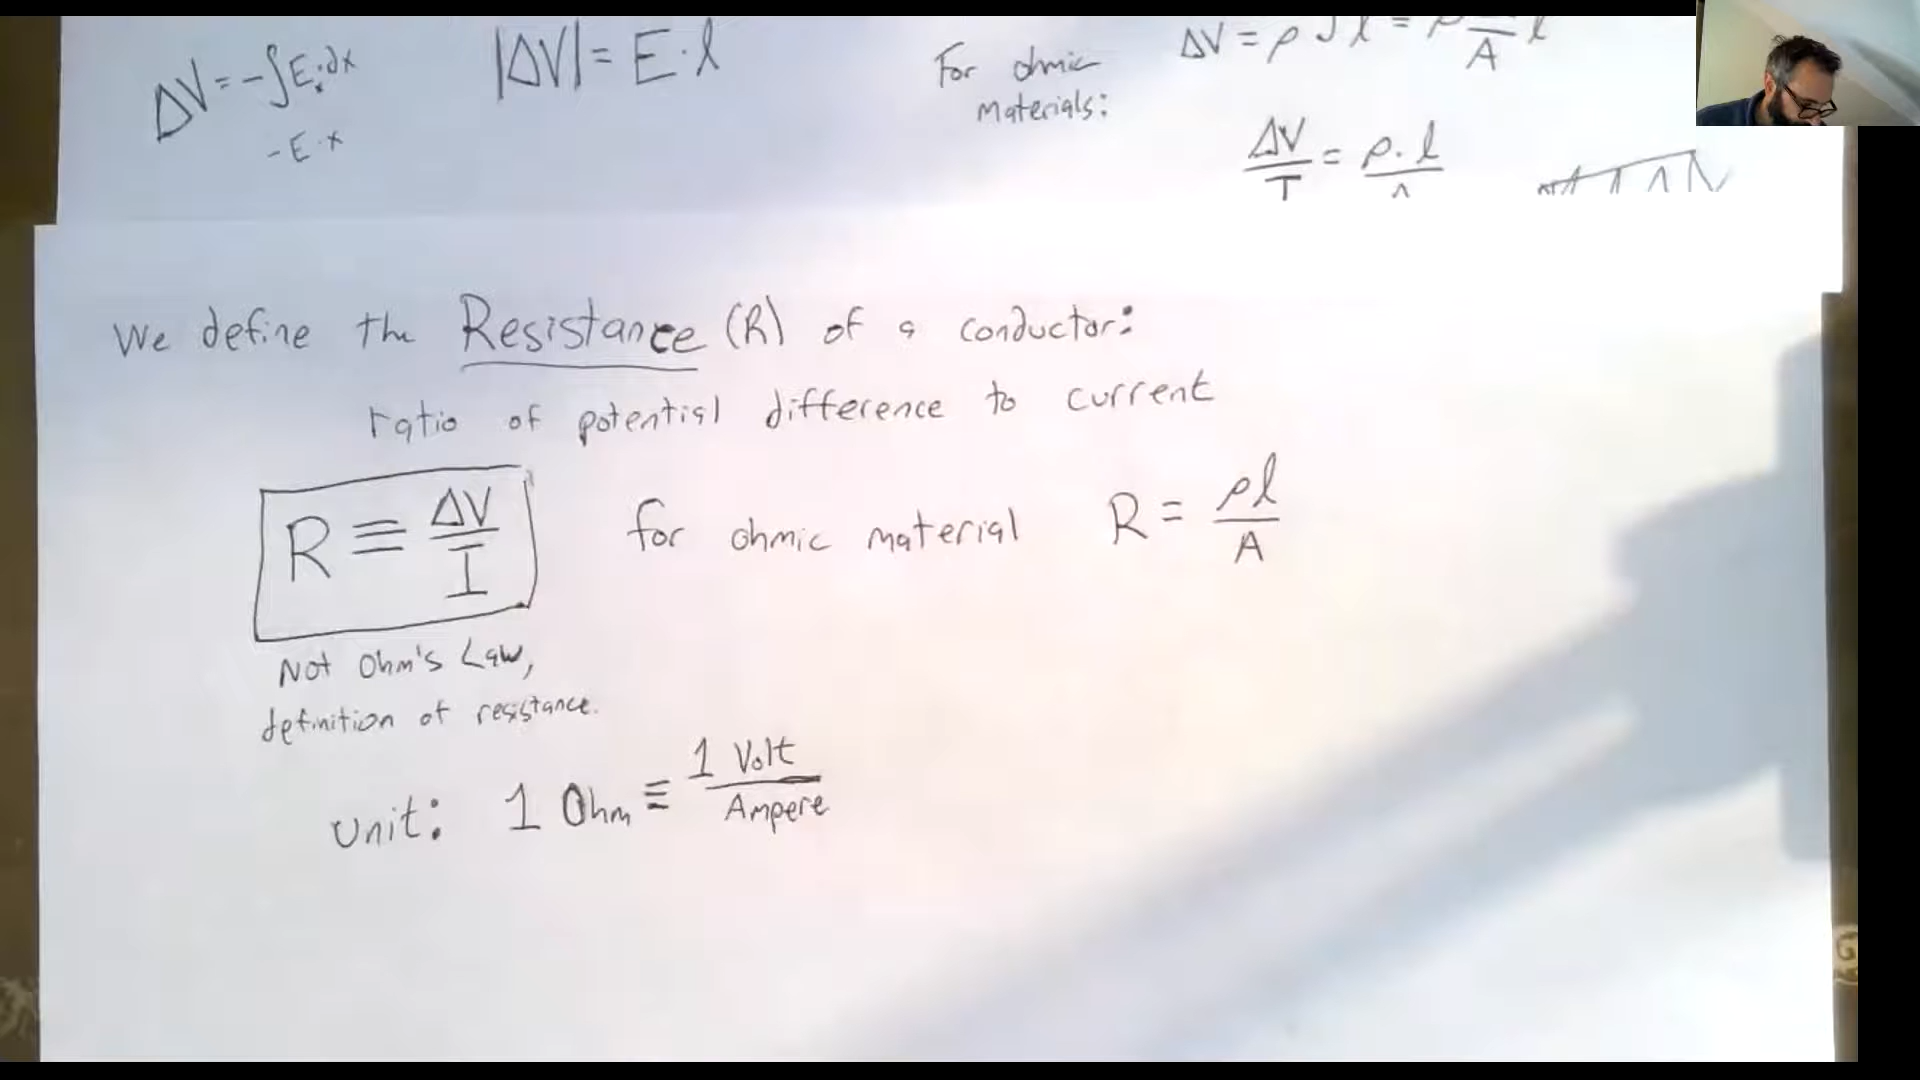 ΔV = -∫E·dx
-E·x
|ΔV| = E·l
For ohmic materials:
ΔV = ρJl = ρ/A l
ΔV/I = ρ·l/A
We define the Resistance (R) of a conductor:
ratio of potential difference to current
R ≡ ΔV/I
for ohmic material R = ρl/A
Not Ohm's Law,
definition of resistance.
Unit: 1 Ohm ≡ 1 Volt/Ampere